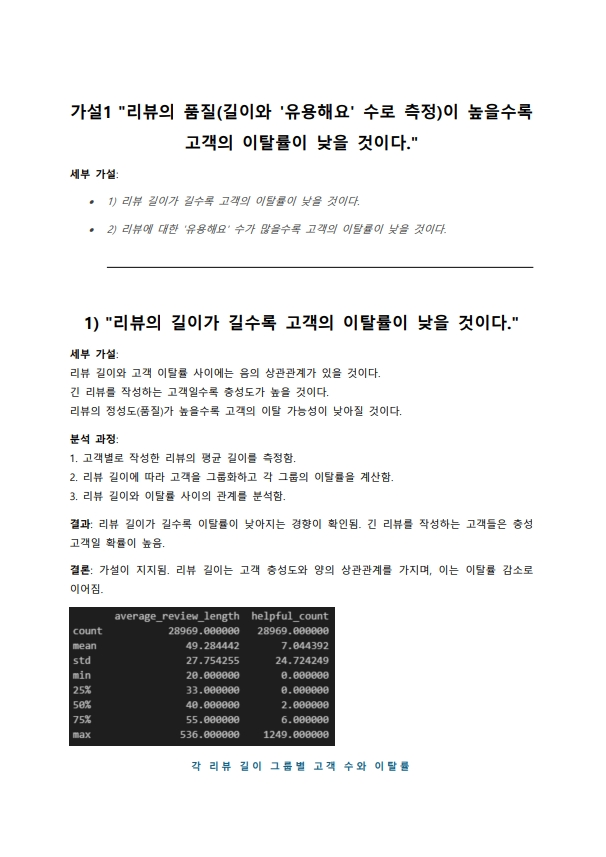 가설1 "리뷰의 품질(길이와 '유용해요' 수로 측정)이 높을수록
고객의 이탈률이 낮을 것이다."
세부 가설:
• 1) 리뷰 길이가 길수록 고객의 이탈률이 낮을 것이다.
• 2) 리뷰에 대한 '유용해요' 수가 많을수록 고객의 이탈률이 낮을 것이다.
1) "리뷰의 길이가 길수록 고객의 이탈률이 낮을 것이다."
세부 가설:
리뷰 길이와 고객 이탈률 사이에는 음의 상관관계가 있을 것이다.
긴 리뷰를 작성하는 고객일수록 충성도가 높을 것이다.
리뷰의 정성도(품질)가 높을수록 고객의 이탈 가능성이 낮아질 것이다.
분석 과정:
1. 고객별로 작성한 리뷰의 평균 길이를 측정함.
2. 리뷰 길이에 따라 고객을 그룹화하고 각 그룹의 이탈률을 계산함.
3. 리뷰 길이와 이탈률 사이의 관계를 분석함.
결과: 리뷰 길이가 길수록 이탈률이 낮아지는 경향이 확인됨. 긴 리뷰를 작성하는 고객들은 충성
고객일 확률이 높음.
결론: 가설이 지지됨. 리뷰 길이는 고객 충성도와 양의 상관관계를 가지며, 이는 이탈률 감소로
이어짐.
average_review_length helpful_count
count 28969.000000 28969.000000
mean 49.284442 7.044392
std 27.754255 24.724249
min 20.000000 0.000000
25% 33.000000 0.000000
50% 40.000000 2.000000
75% 55.000000 6.000000
max 536.000000 1249.000000
각 리뷰 길이 그룹별 고객 수와 이탈률